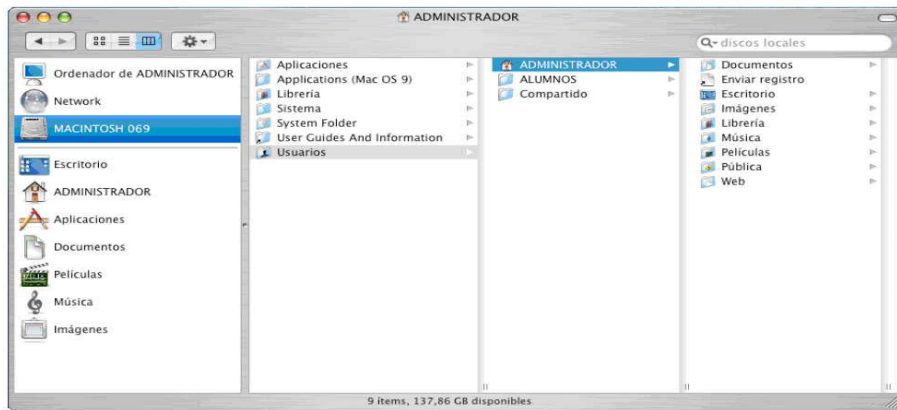 ADMINISTRADOR
discos locales
Ordenador de ADMINISTRADOR
Network
MACINTOSH 069
Escritorio
ADMINISTRADOR
Aplicaciones
Documentos
Películas
Música
Imágenes
Aplicaciones
Applications (Mac OS 9)
Librería
Sistema
System Folder
User Guides And Information
Usuarios
ADMINISTRADOR
ALUMNOS
Compartido
Documentos
Enviar registro
Escritorio
Imágenes
Librería
Música
Películas
Pública
Web
9 ítems, 137,86 GB disponibles